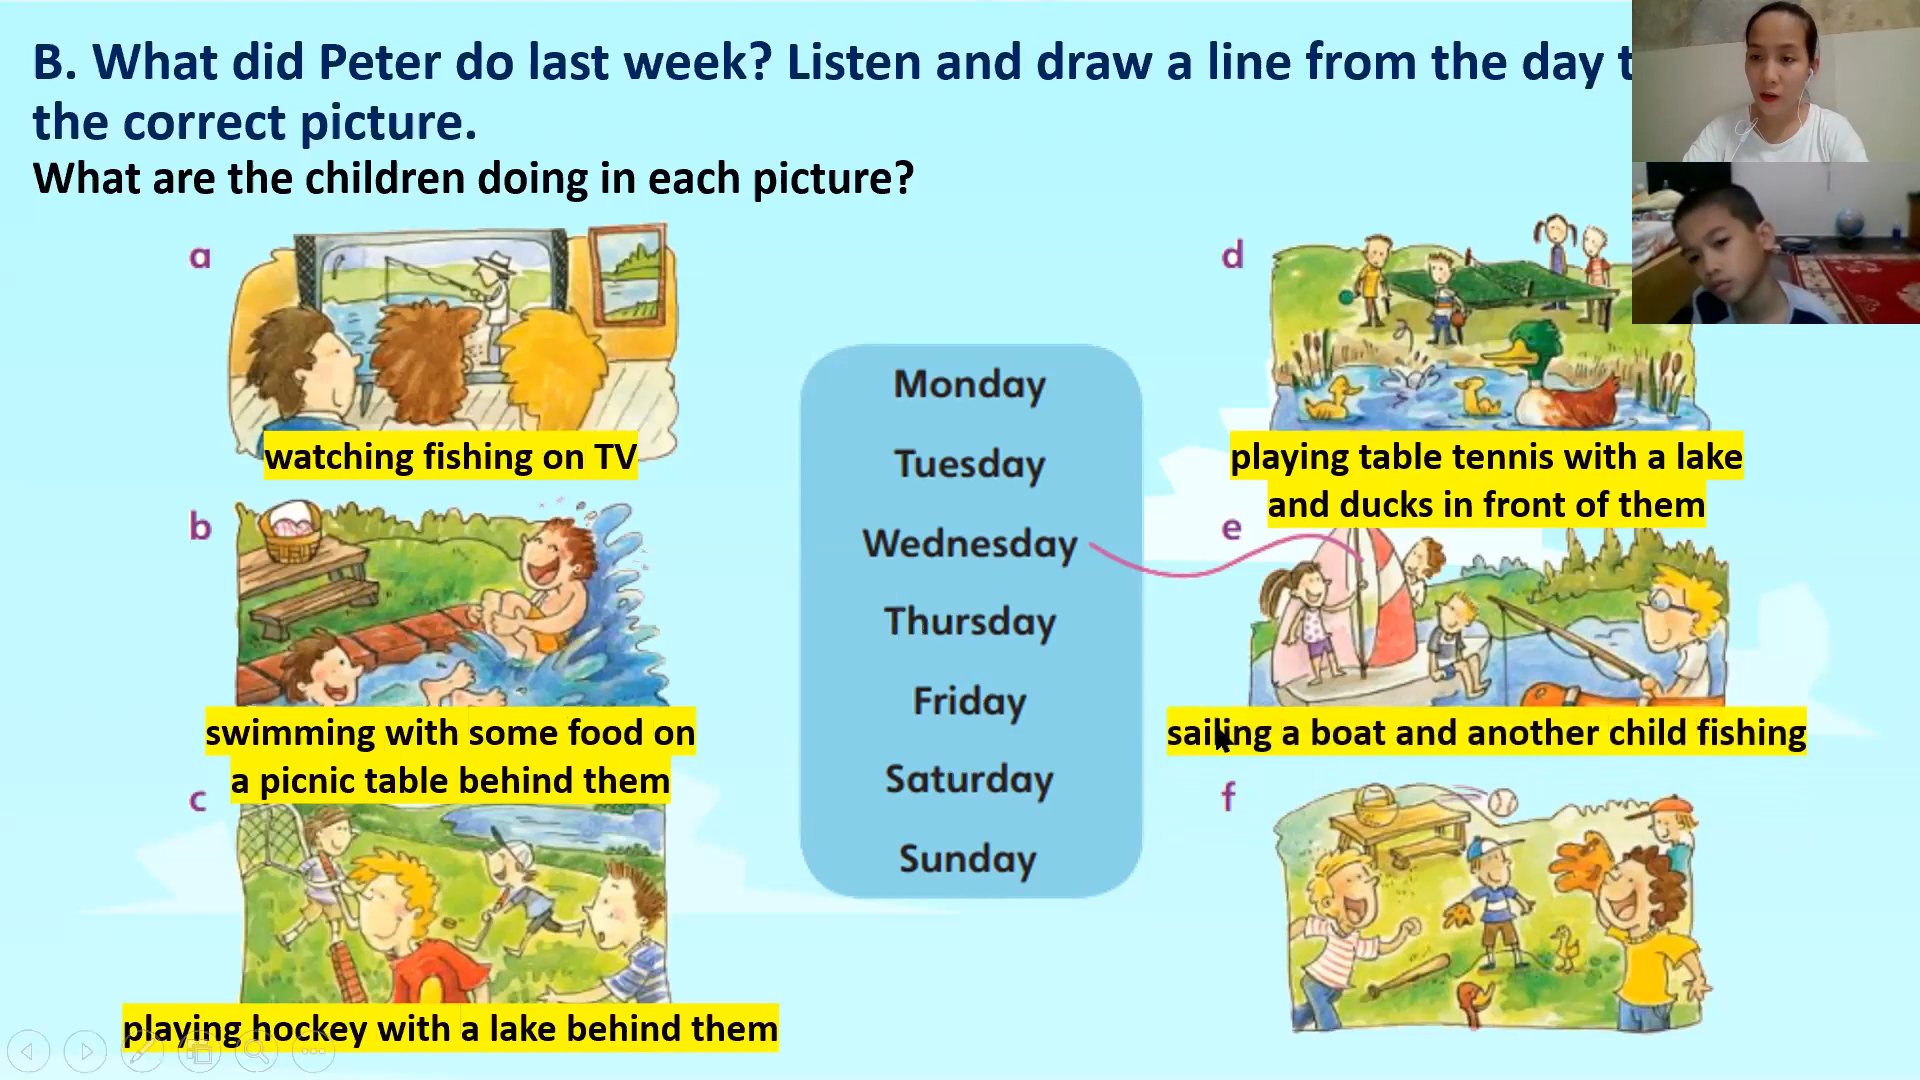 B. What did Peter do last week? Listen and draw a line from the day
the correct picture.
What are the children doing in each picture?
a
watching fishing on TV
b
swimming with some food on
a picnic table behind them
c
playing hockey with a lake behind them
Monday
Tuesday
Wednesday
Thursday
Friday
Saturday
Sunday
d
playing table tennis with a lake
and ducks in front of them
e
sailing a boat and another child fishing
f